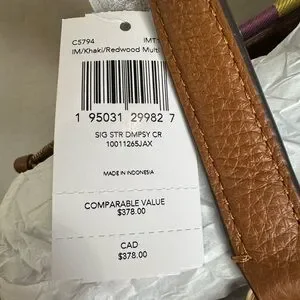 C5794 IMT
IM/Khaki/Redwood Multi
1 95031 29982 7
SIG STR DMPSY CR
10011265JAX
MADE IN INDONESIA
COMPARABLE VALUE
$378.00
CAD
$378.00